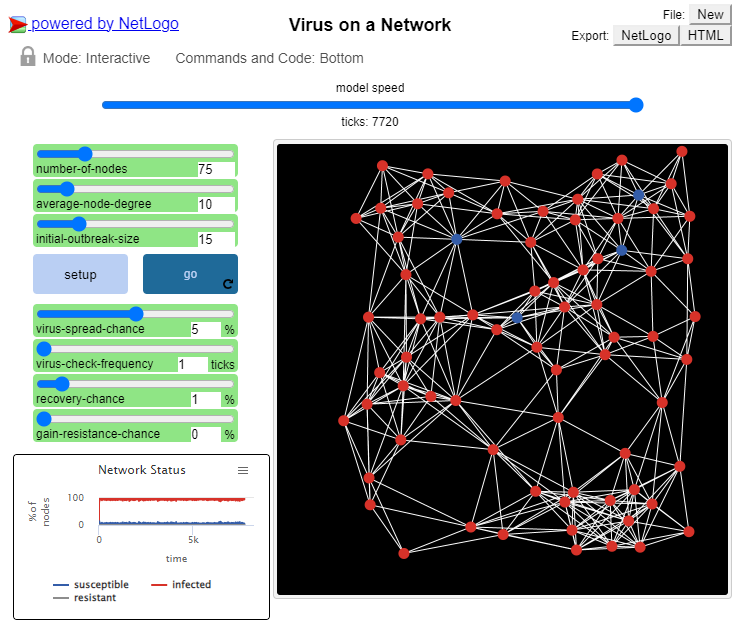 powered by NetLogo
Virus on a Network
File: New
Export: NetLogo HTML
Mode: Interactive Commands and Code: Bottom
model speed
ticks: 7720
number-of-nodes 75
average-node-degree 10
initial-outbreak-size 15
setup go
virus-spread-chance 5 %
virus-check-frequency 1 ticks
recovery-chance 1 %
gain-resistance-chance 0 %
Network Status
% of
nodes
100
0
0 5k
time
susceptible infected
resistant